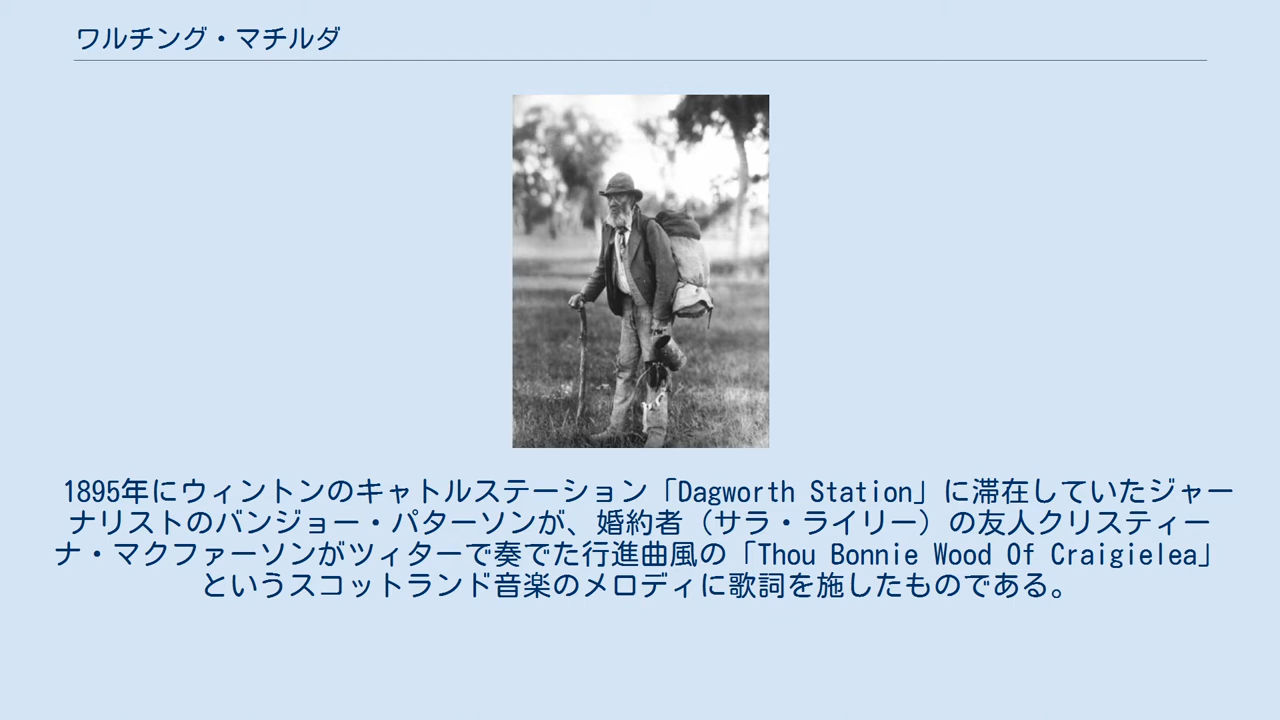 ワルチング・マチルダ
1895年にウィントンのキャトルステーション「Dagworth Station」に滞在していたジャー
ナリストのバンジョー・パターソンが、婚約者（サラ・ライリー）の友人クリスティー
ナ・マクファーソンがツィターで奏でた行進曲風の「Thou Bonnie Wood Of Craigielea」
というスコットランド音楽のメロディに歌詞を施したものである。